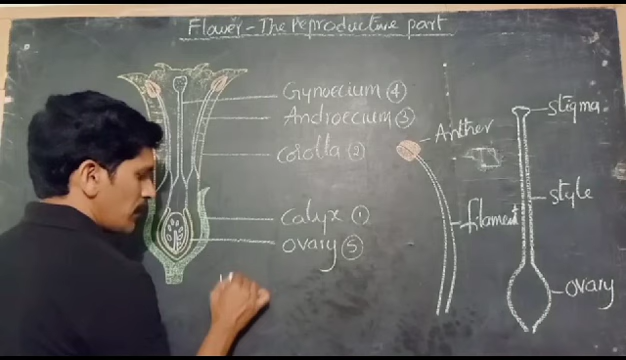 Flower - The Reproductive part
Gynoecium ④
Androecium ③
Corolla ②
Calyx ①
Ovary ⑤
Anther
filament
stigma
style
ovary